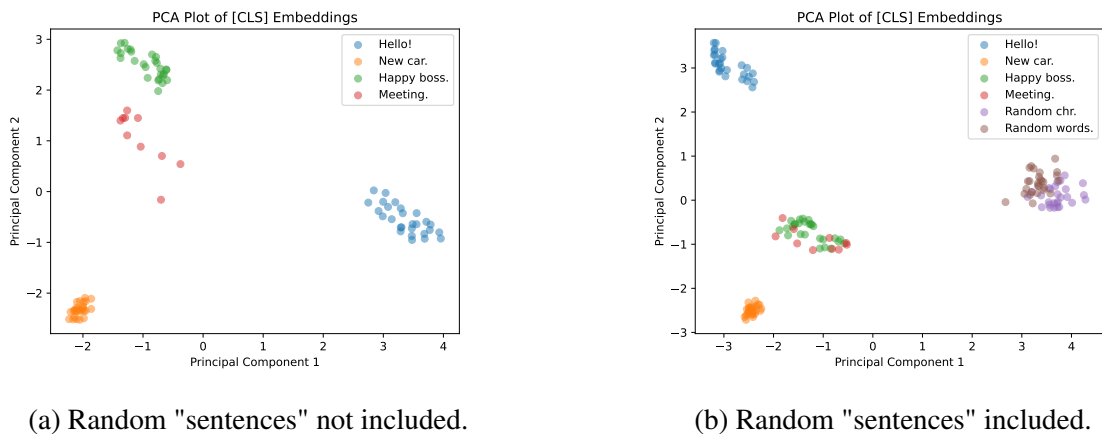 PCA Plot of [CLS] Embeddings
3
2
1
0
−1
−2
Principal Component 2
−2 −1 0 1 2 3 4
Principal Component 1
Hello!
New car.
Happy boss.
Meeting.
(a) Random "sentences" not included.
PCA Plot of [CLS] Embeddings
3
2
1
0
−1
−2
−3
Principal Component 2
−3 −2 −1 0 1 2 3 4
Principal Component 1
Hello!
New car.
Happy boss.
Meeting.
Random chr.
Random words.
(b) Random "sentences" included.